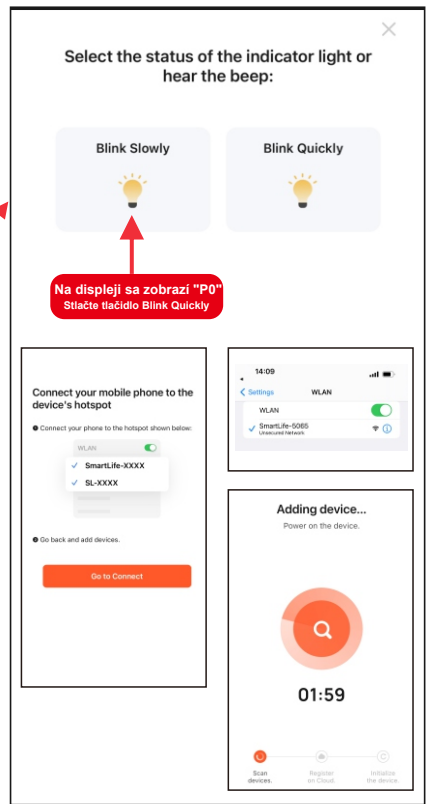 Select the status of the indicator light or
hear the beep:
Blink Slowly
Blink Quickly
Na displeji sa zobrazí "P0"
Stlačte tlačidlo Blink Quickly
Connect your mobile phone to the
device's hotspot
❶ Connect your phone to the hotspot shown below:
WLAN
✓ SmartLife-XXXX
✓ SL-XXXX
❷ Go back and add devices.
Go to Connect
14:09
Settings
WLAN
WLAN
SmartLife-5065
Unsecured Network
Adding device...
Power on the device.
01:59
Scan
devices.
Register
on Cloud.
Initialize
the device.